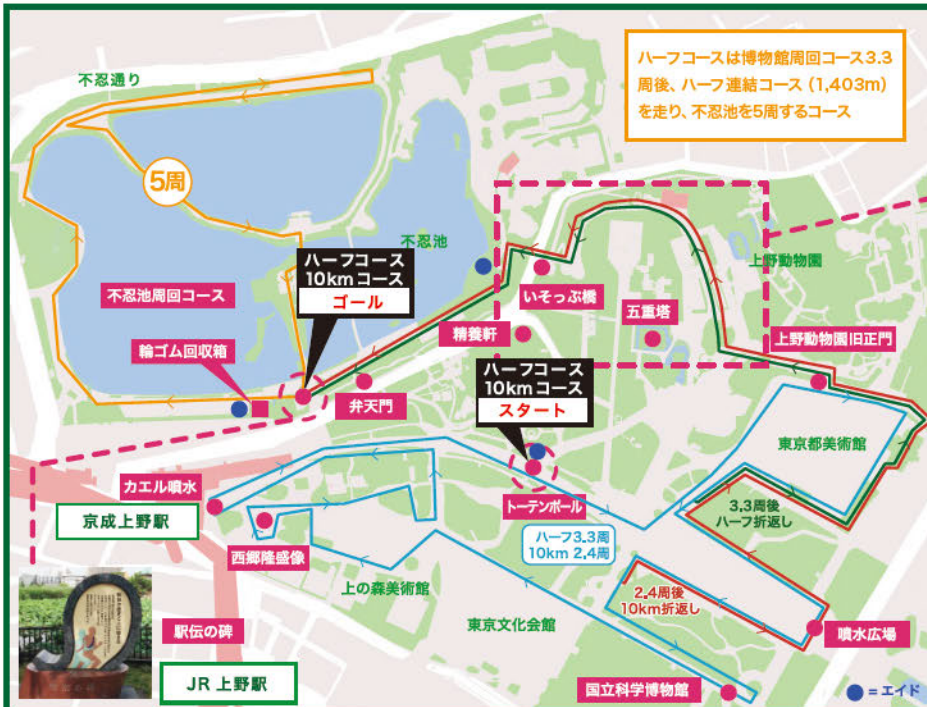 不忍通り
ハーフコースは博物館周回コース3.3
周後、ハーフ連結コース (1,403m)
を走り、不忍池を5周するコース
5周
不忍池
上野動物園
ハーフコース
10kmコース
ゴール
不忍池周回コース
いそっぷ橋
五重塔
精養軒
上野動物園旧正門
輪ゴム回収箱
ハーフコース
10kmコース
スタート
弁天門
東京都美術館
カエル噴水
京成上野駅
トーテンポール
3.3周後
ハーフ折返し
ハーフ3.3周
10km 2.4周
西郷隆盛像
上の森美術館
2.4周後
10km折返し
駅伝の碑
東京文化会館
噴水広場
JR 上野駅
国立科学博物館
=エイド